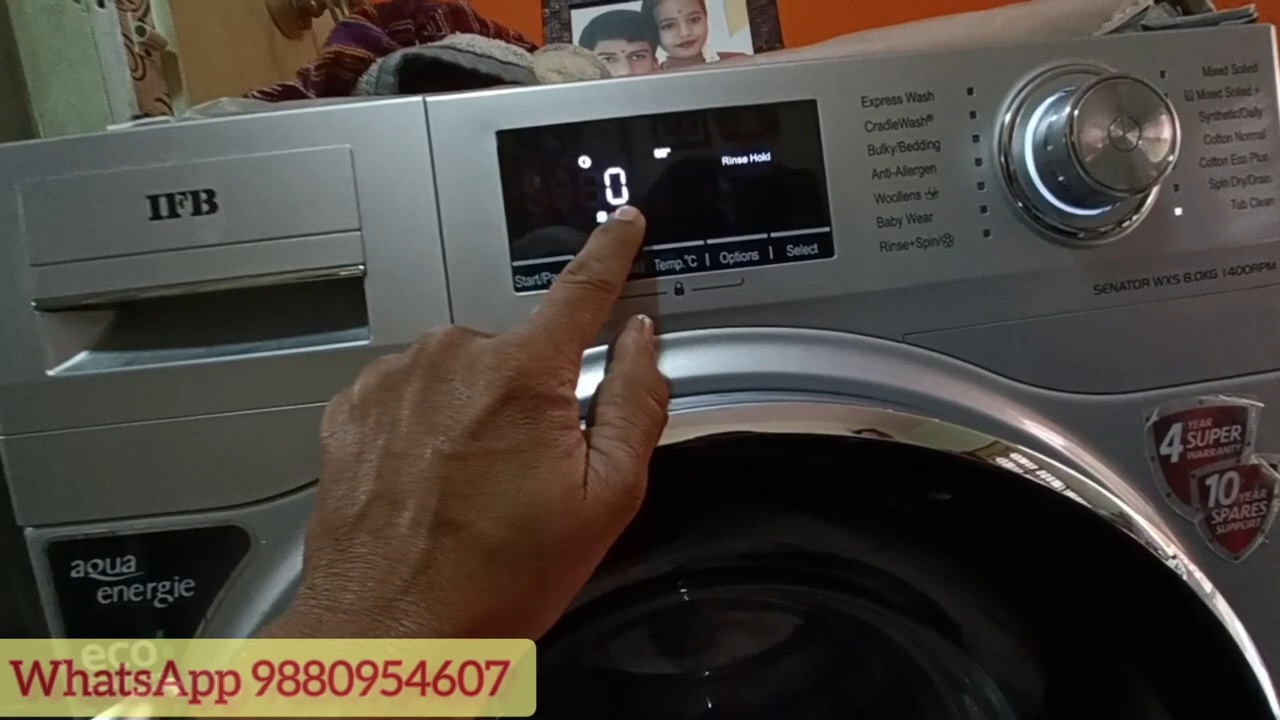 IFB
0
Rinse Hold
Temp.°C | Options | Select
Express Wash
CradleWash®
Bulky/Bedding
Anti-Allergen
Woollens
Baby Wear
Rinse+Spin
Mixed Soiled
Mixed Soiled +
Synthetic/Daily
Cotton Normal
Cotton Eco Plus
Spin Dry/Drain
Tub Clean
SENATOR WXS 8.0KG 1400RPM
4 YEAR
SUPER
WARRANTY
10 YEAR
SPARES
SUPPORT
aqua
energie
eco
WhatsApp 9880954607